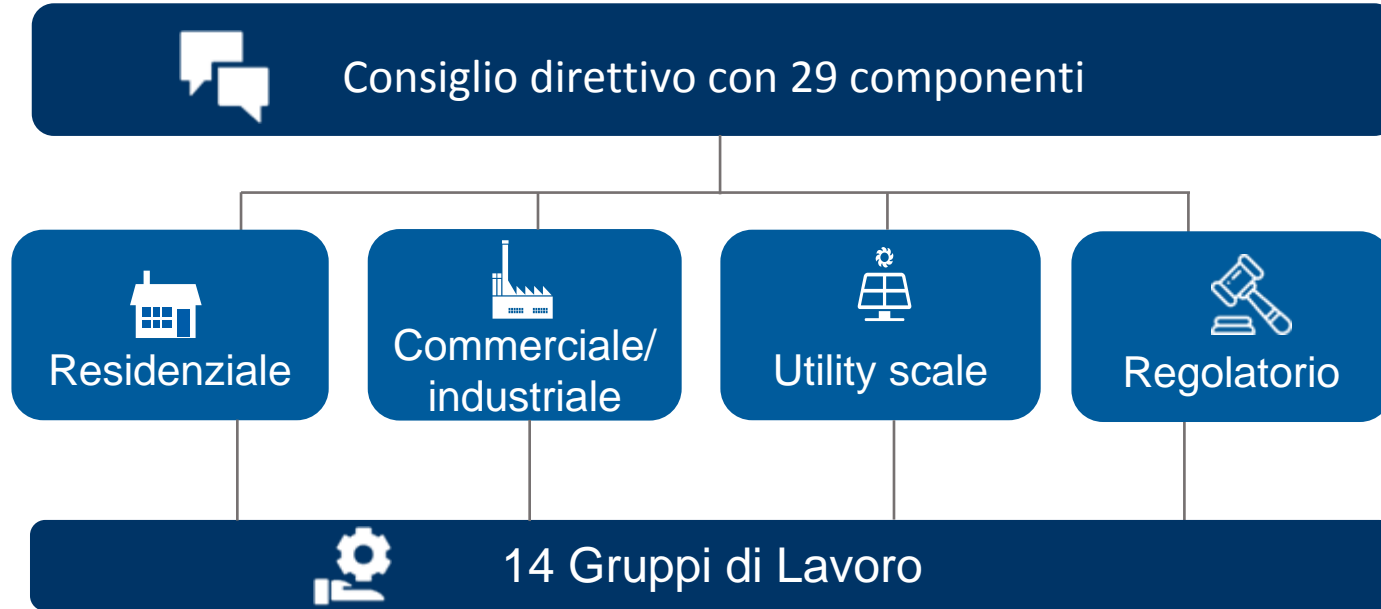 Consiglio direttivo con 29 componenti
Residenziale
Commerciale/
industriale
Utility scale
Regolatorio
14 Gruppi di Lavoro